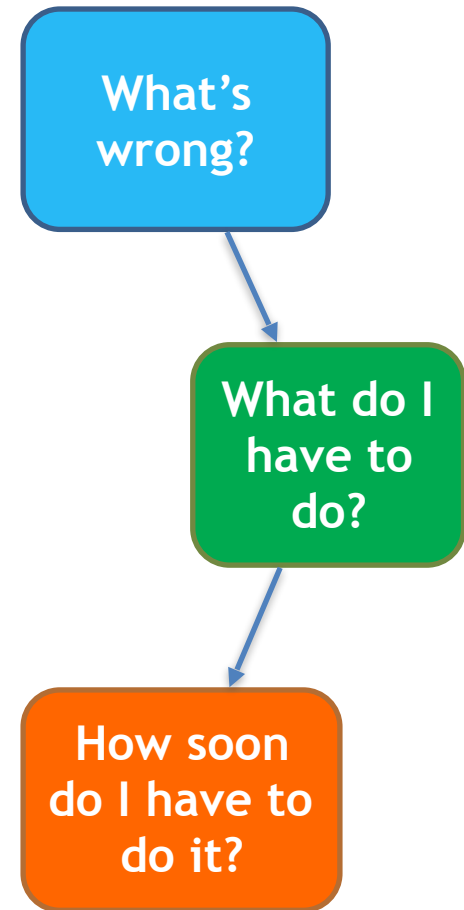 What’s
wrong?
What do I
have to
do?
How soon
do I have to
do it?